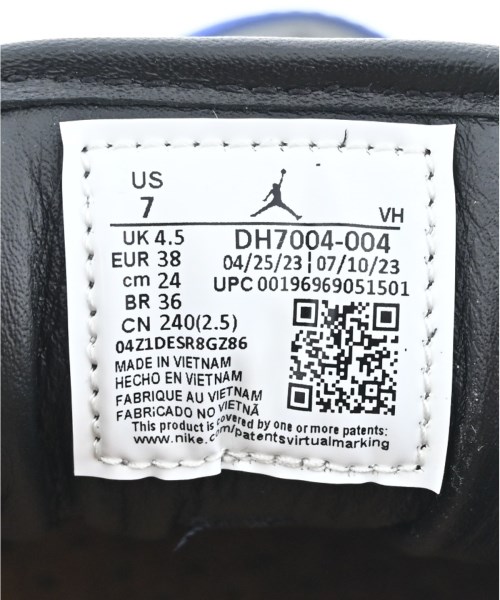 US
7
VH
UK 4.5
EUR 38
cm 24
BR 36
CN 240(2.5)
DH7004-004
04/25/23 07/10/23
UPC 00196969051501
04Z1DESR8GZ86
MADE IN VIETNAM
HECHO EN VIETNAM
FABRIQUE AU VIETNAM
FABRiCADO NO VIETNÃ
This product is covered by one or more patents:
www.nike.com/patentsvirtualmarking